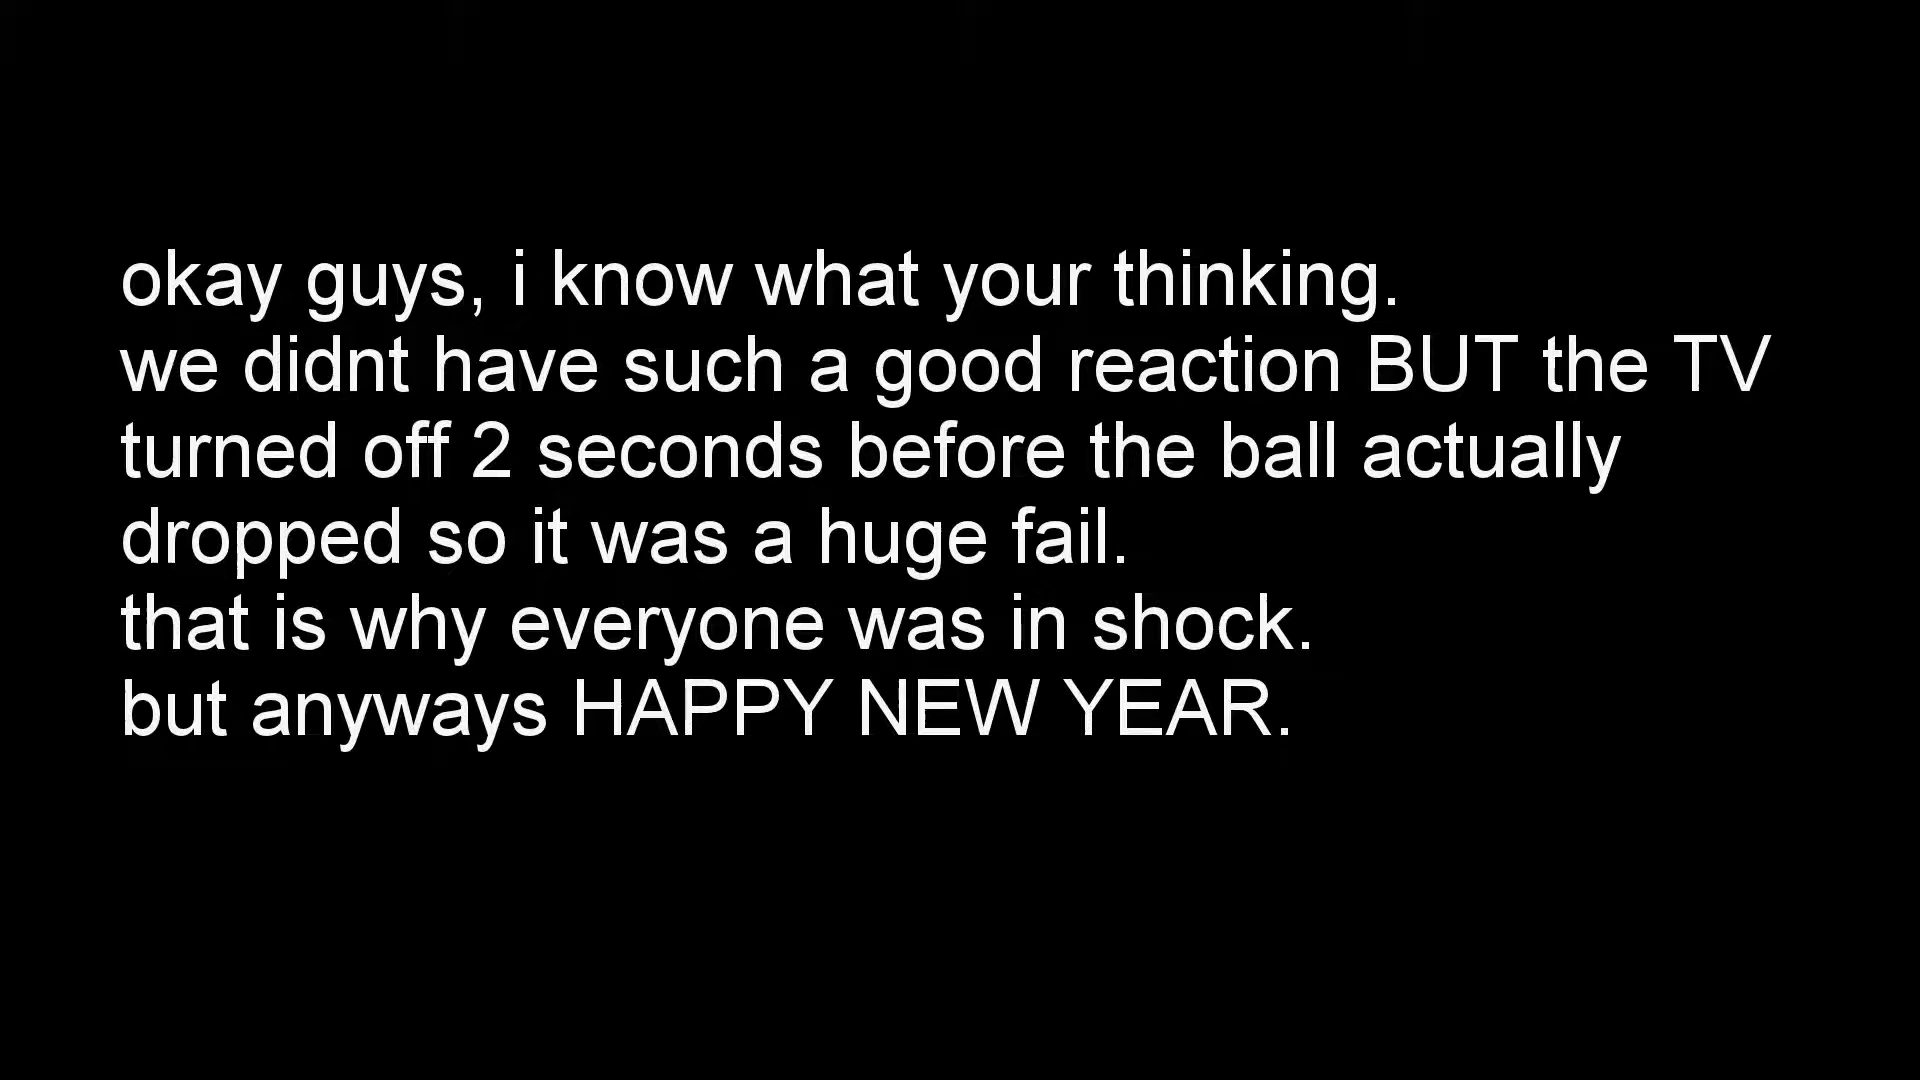 okay guys, i know what your thinking.
we didnt have such a good reaction BUT the TV
turned off 2 seconds before the ball actually
dropped so it was a huge fail.
that is why everyone was in shock.
but anyways HAPPY NEW YEAR.